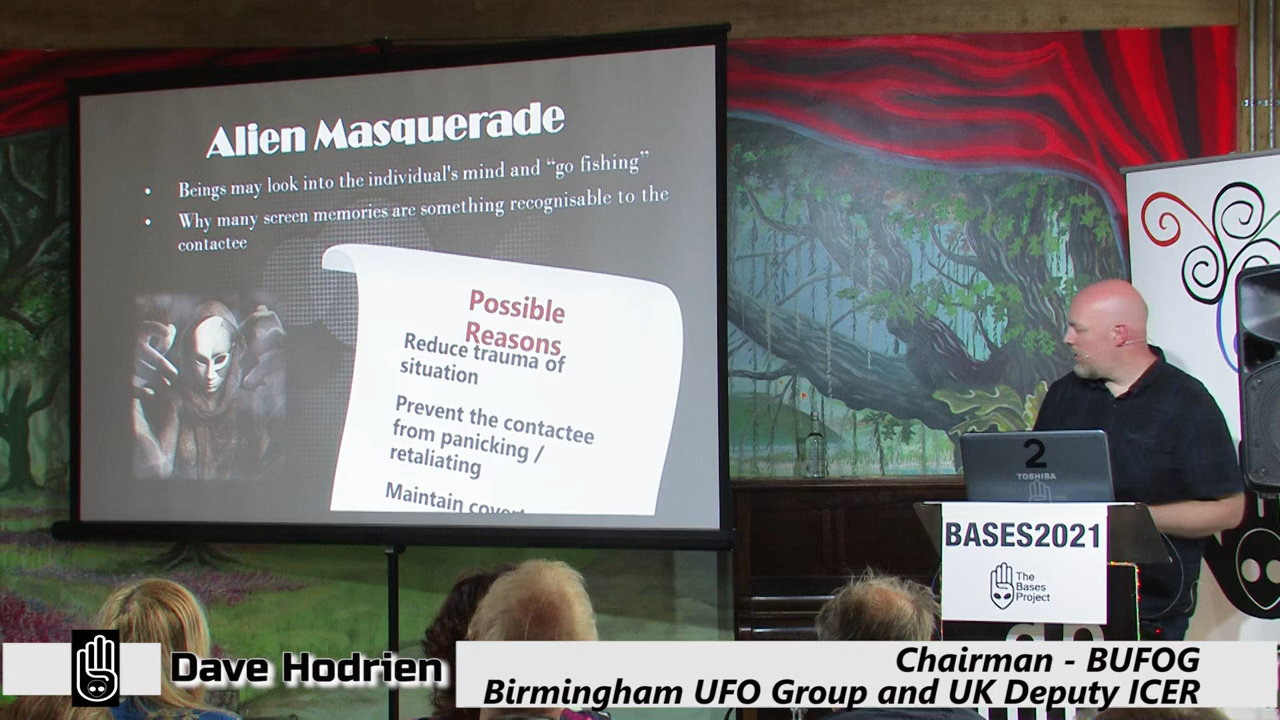 Alien Masquerade
• Beings may look into the individual's mind and "go fishing"
• Why many screen memories are something recognisable to the
contactee
Possible
Reasons
Reduce trauma of
situation
Prevent the contactee
from panicking /
retaliating
Maintain covert
2
TOSHIBA
BASES2021
The
Bases
Project
Dave Hodrien
Chairman - BUFOG
Birmingham UFO Group and UK Deputy ICER